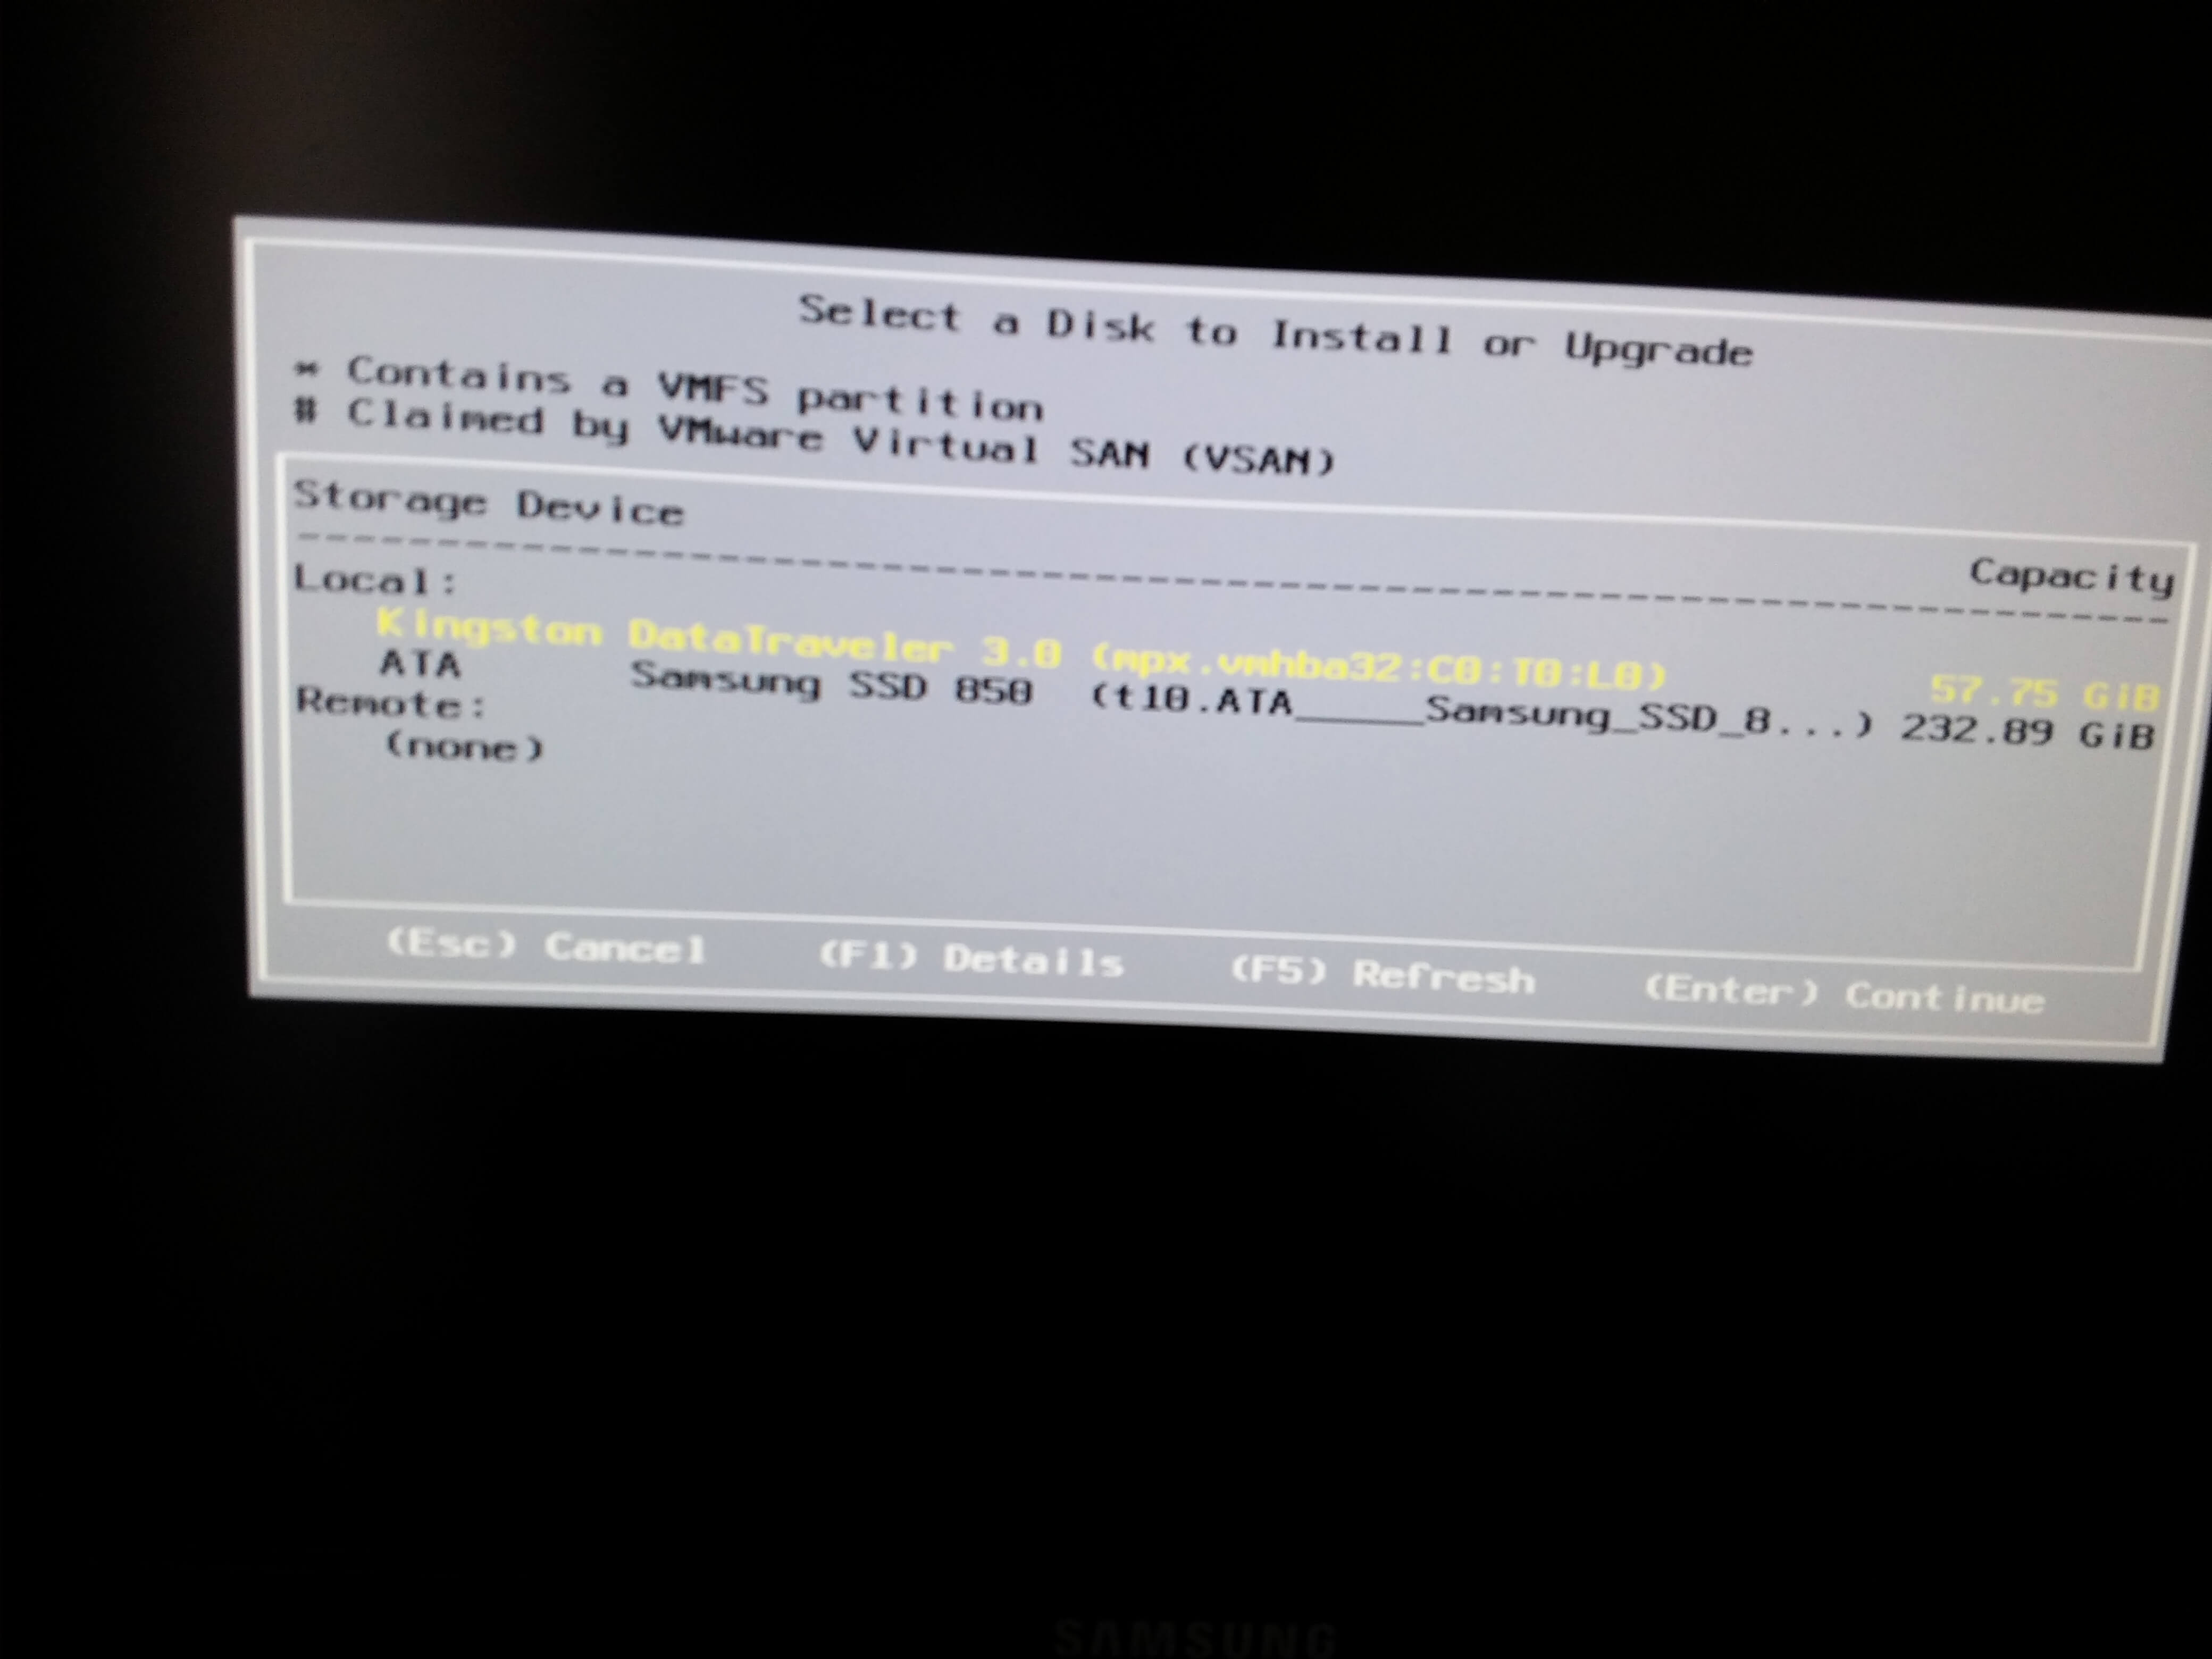 Select a Disk to Install or Upgrade
* Contains a VMFS partition
# Claimed by VMware Virtual SAN (VSAN)
Storage Device Capacity
--------------------------------------------------------------------
Local:
Kingston DataTraveler 3.0 (mpx.vmhba32:C0:T0:L0) 57.75 GiB
ATA Samsung SSD 850 (t10.ATA_____Samsung_SSD_8...) 232.89 GiB
Remote:
(none)
(Esc) Cancel (F1) Details (F5) Refresh (Enter) Continue
SAMSUNG